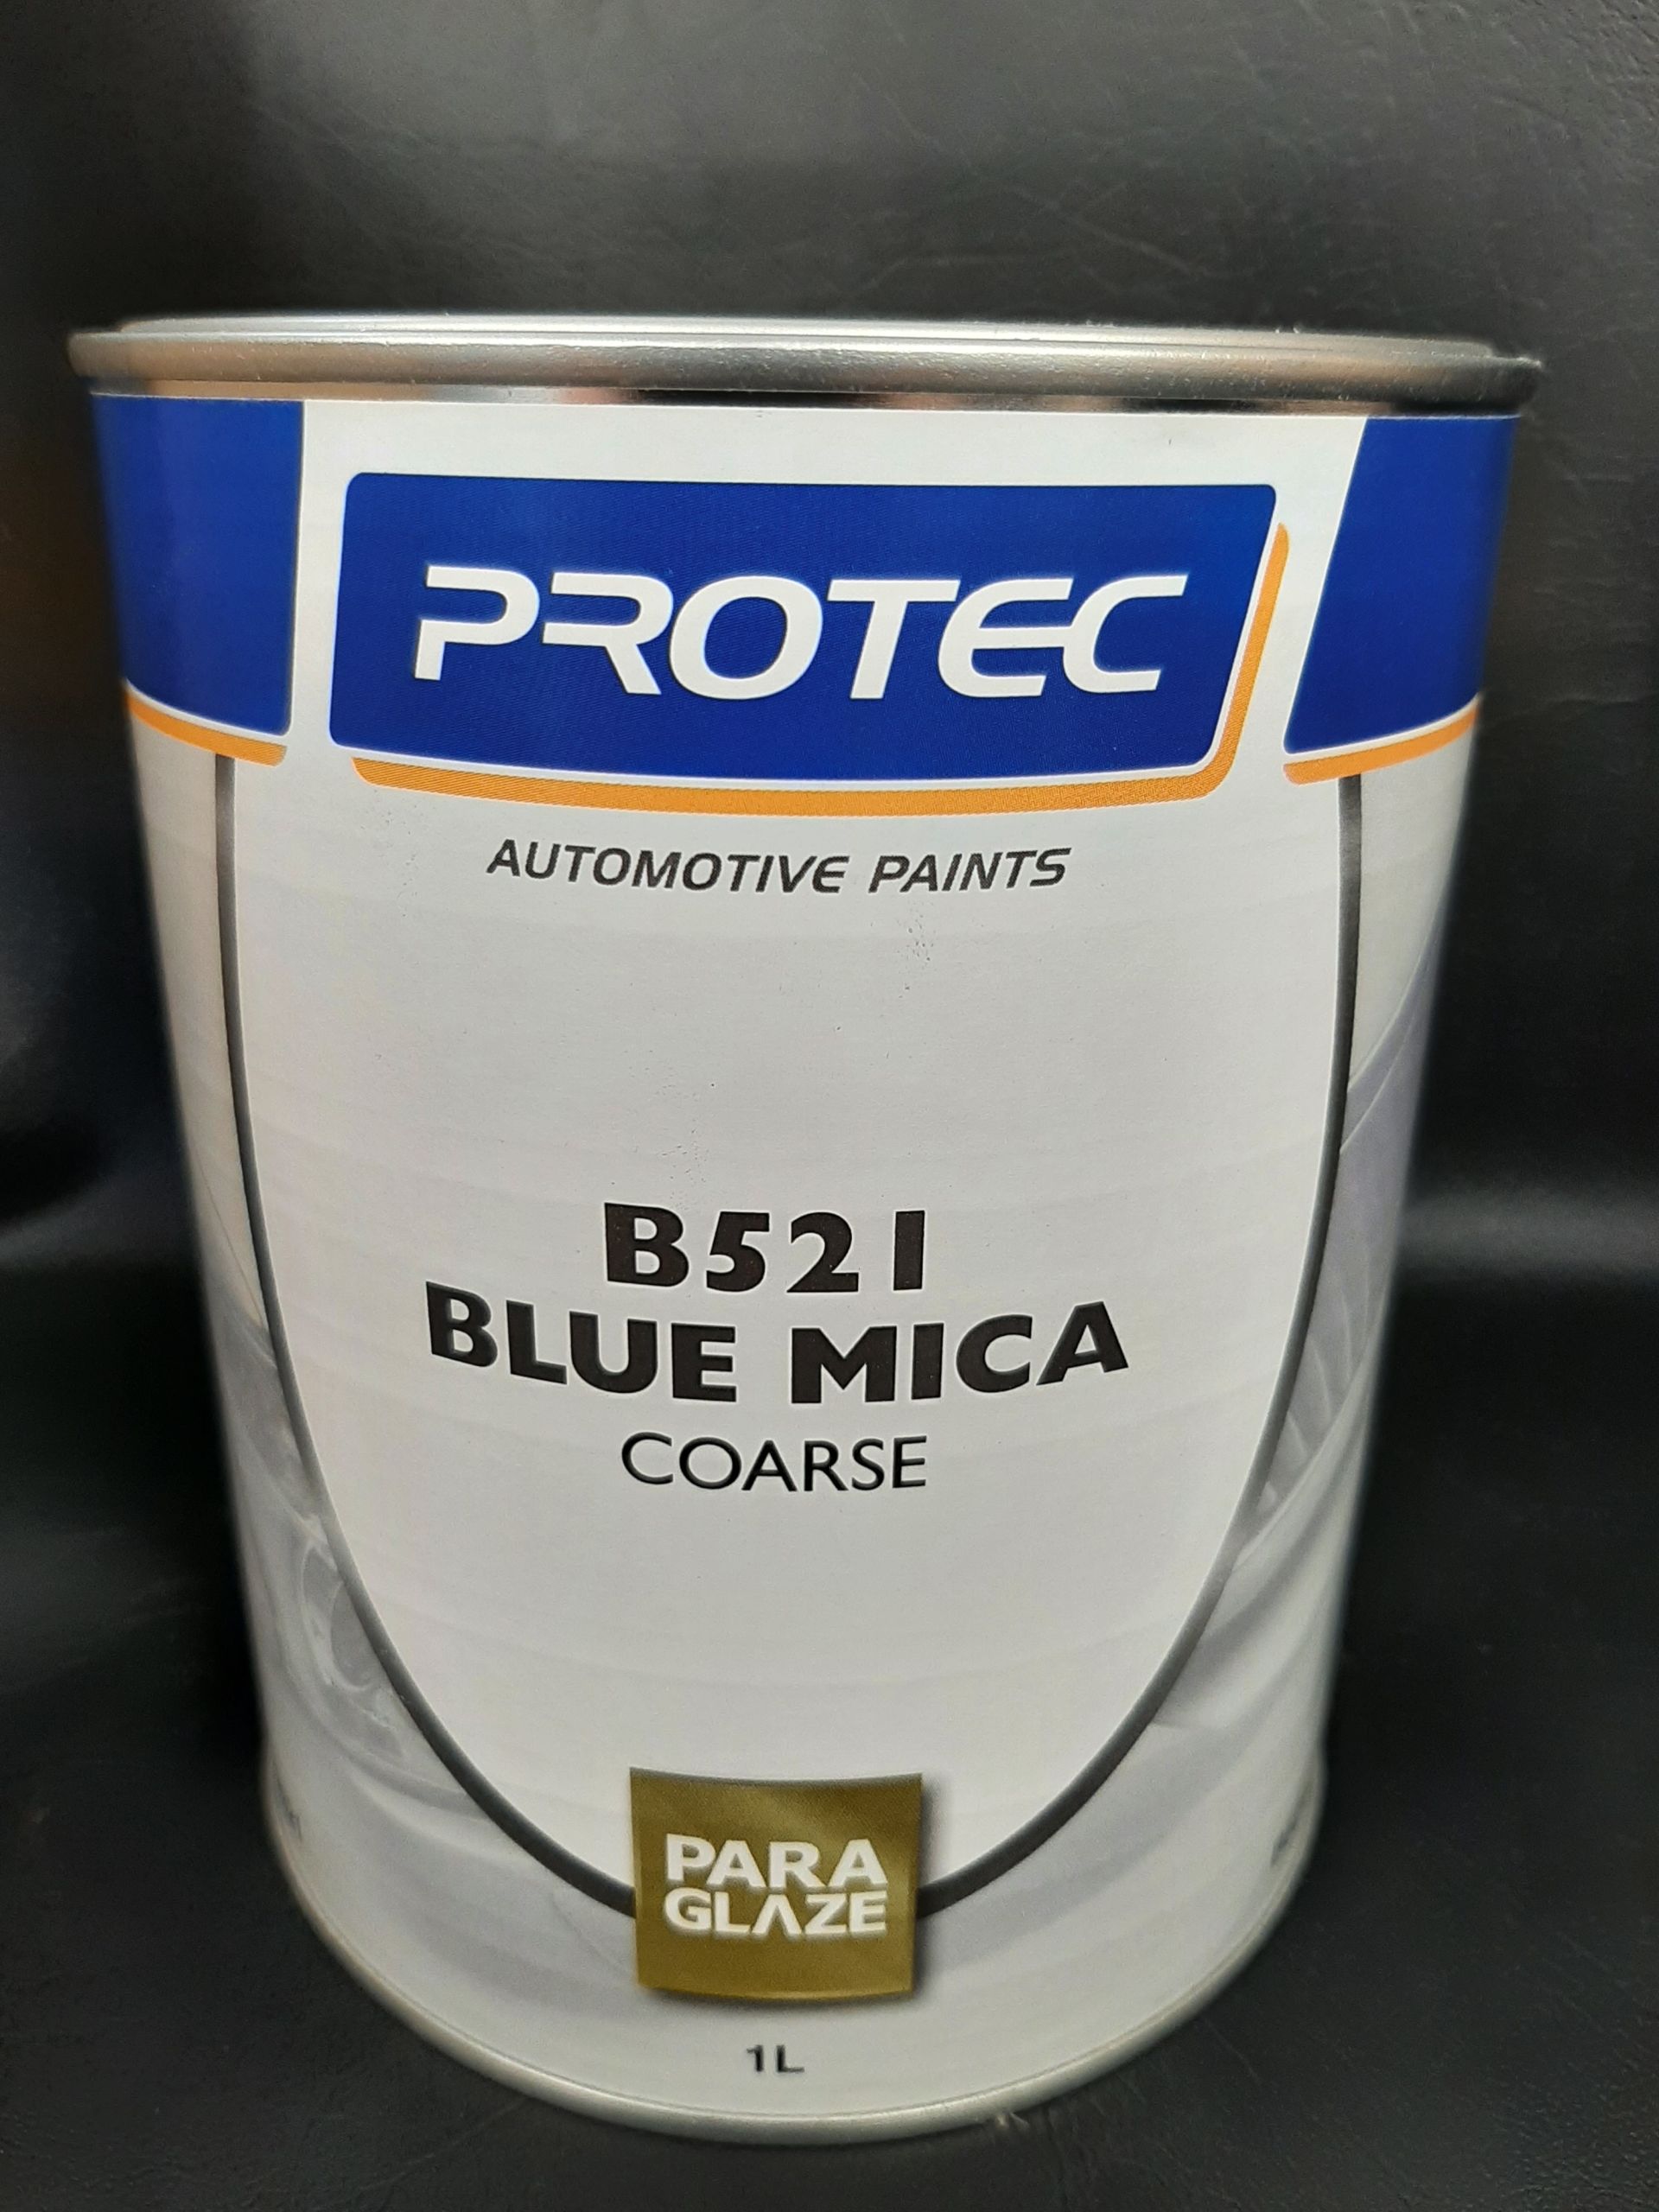 PROTEC
AUTOMOTIVE PAINTS
B521
BLUE MICA
COARSE
PARA
GLAZE
1L